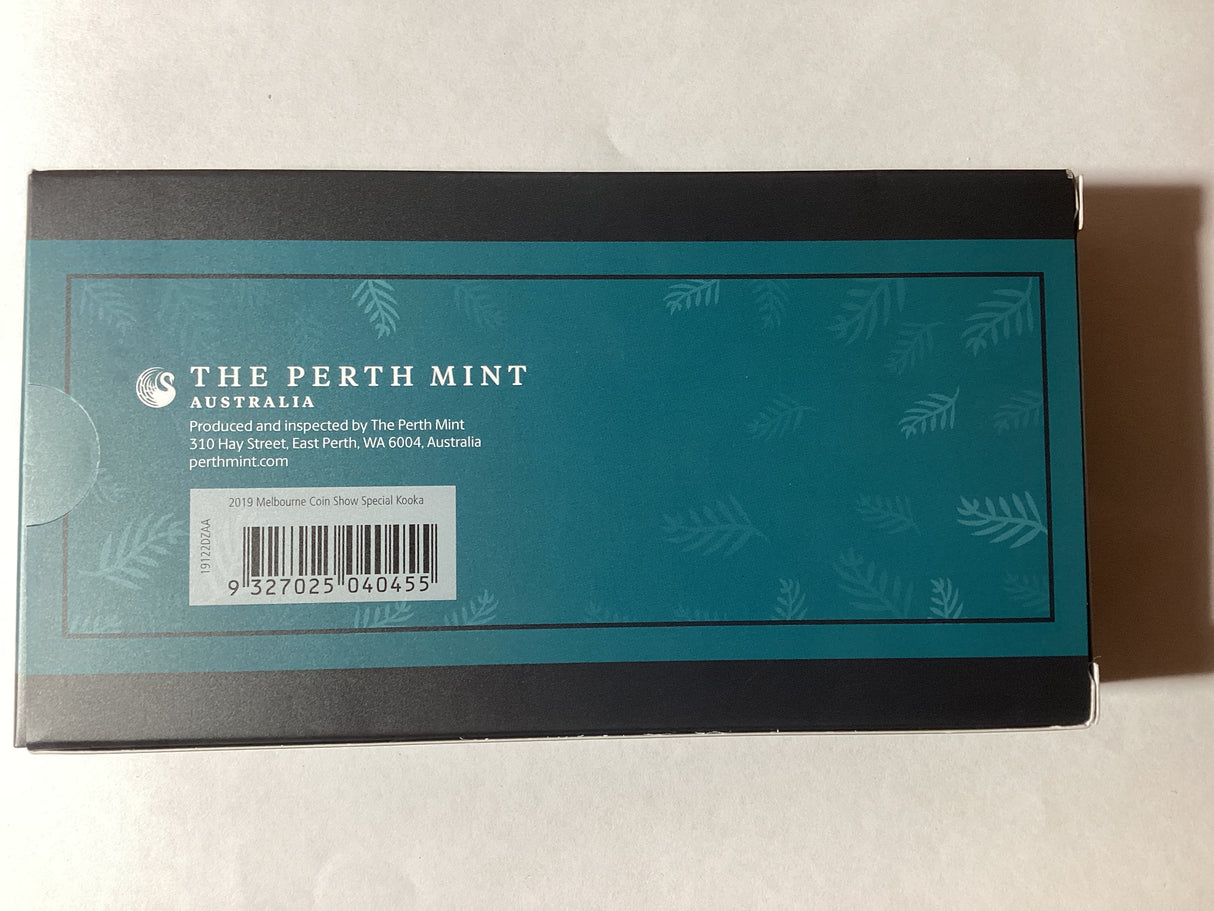 THE PERTH MINT
AUSTRALIA
Produced and inspected by The Perth Mint
310 Hay Street, East Perth, WA 6004, Australia
perthmint.com
2019 Melbourne Coin Show Special Kooka
19122DZAA
9 327025 040455